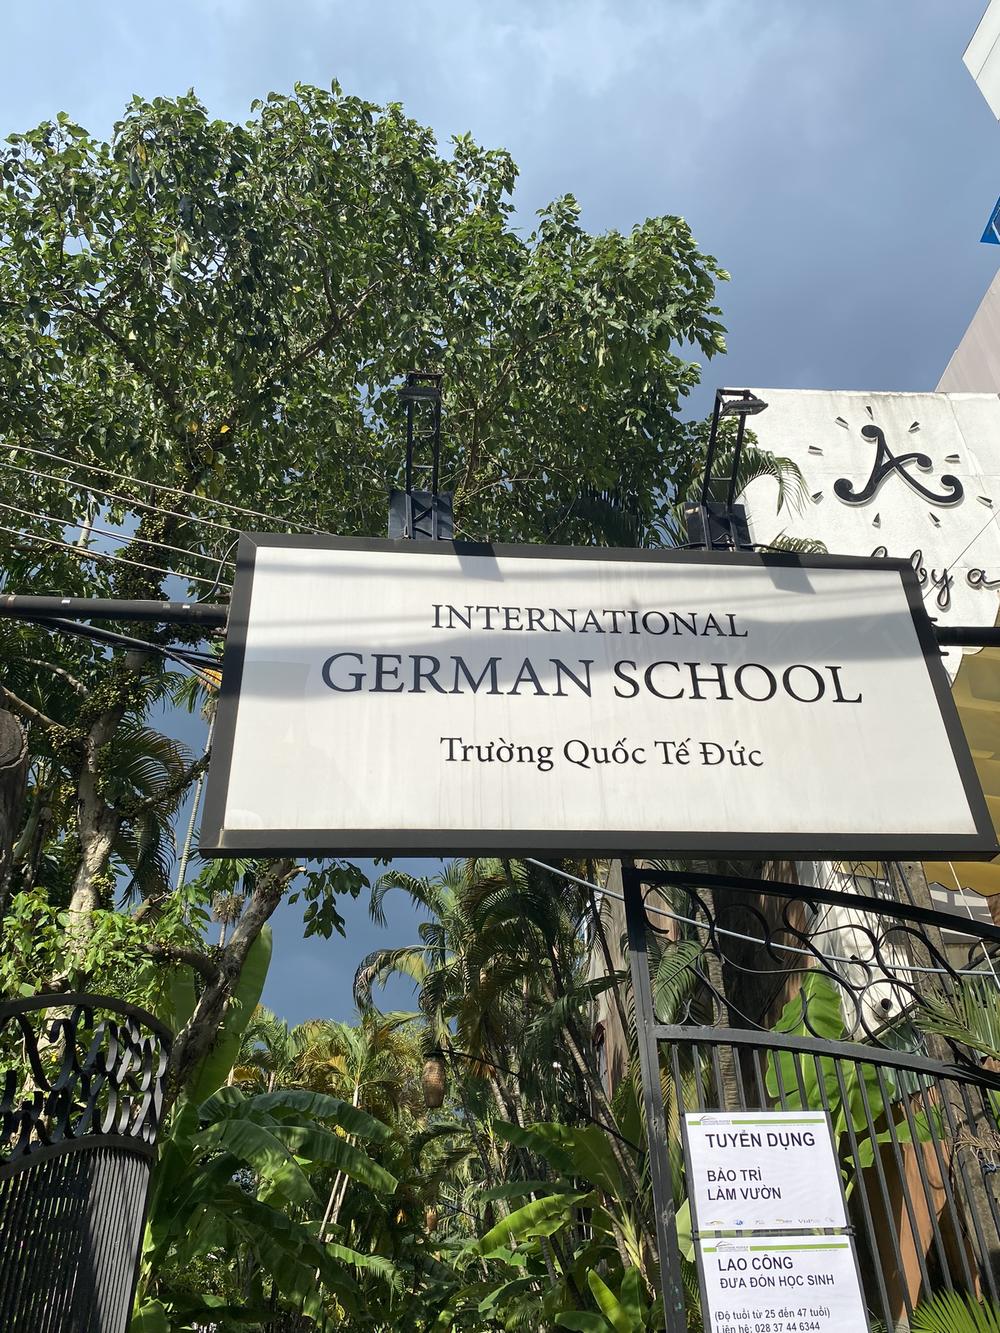 INTERNATIONAL
GERMAN SCHOOL
Trường Quốc Tế Đức
by a
TUYỂN DỤNG
BẢO TRÌ
LÀM VƯỜN
LAO CÔNG
ĐƯA ĐÓN HỌC SINH
(Độ tuổi từ 25 đến 47 tuổi)
Liên hệ: 028 37 44 6344